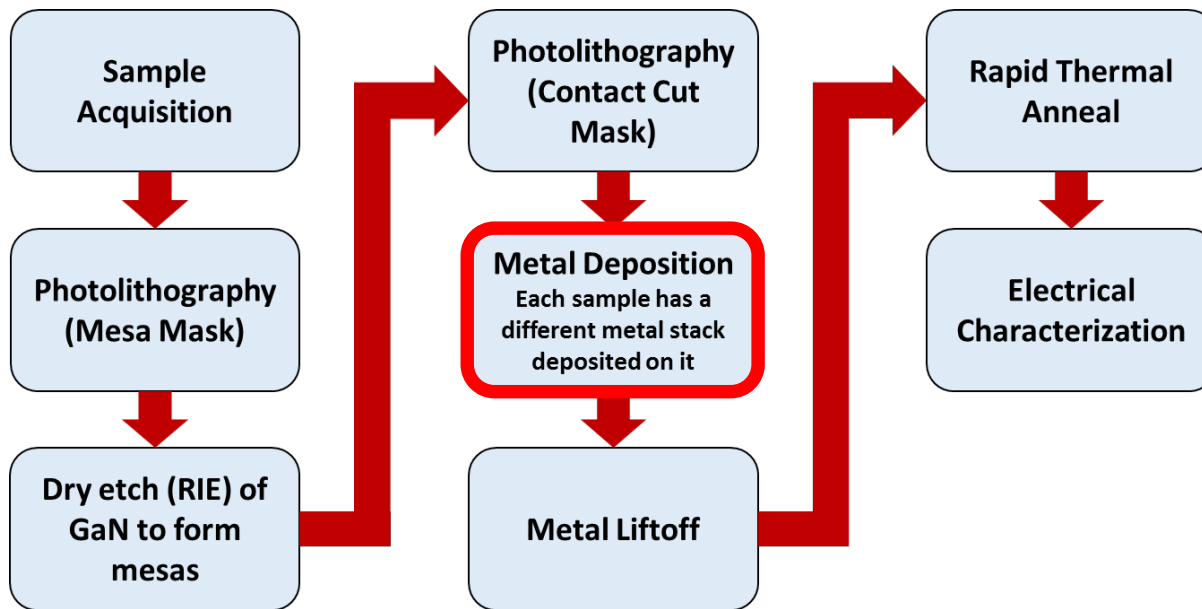 Sample
Acquisition
Photolithography
(Mesa Mask)
Dry etch (RIE) of
GaN to form
mesas
Photolithography
(Contact Cut
Mask)
Metal Deposition
Each sample has a
different metal stack
deposited on it
Metal Liftoff
Rapid Thermal
Anneal
Electrical
Characterization